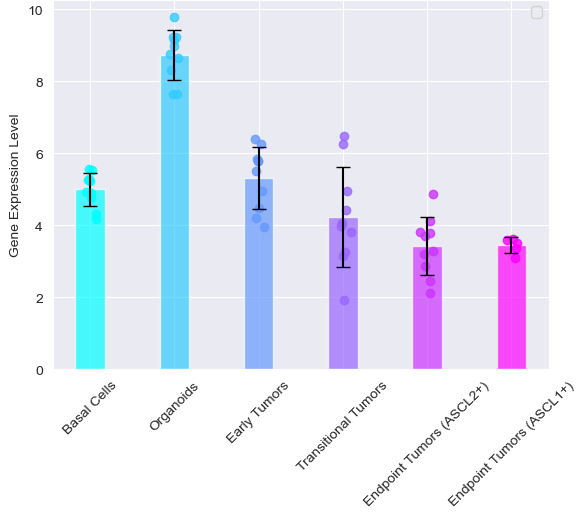 10
8
6
4
2
0
Gene Expression Level
Basal Cells
Organoids
Early Tumors
Transitional Tumors
Endpoint Tumors (ASCL2+)
Endpoint Tumors (ASCL1+)